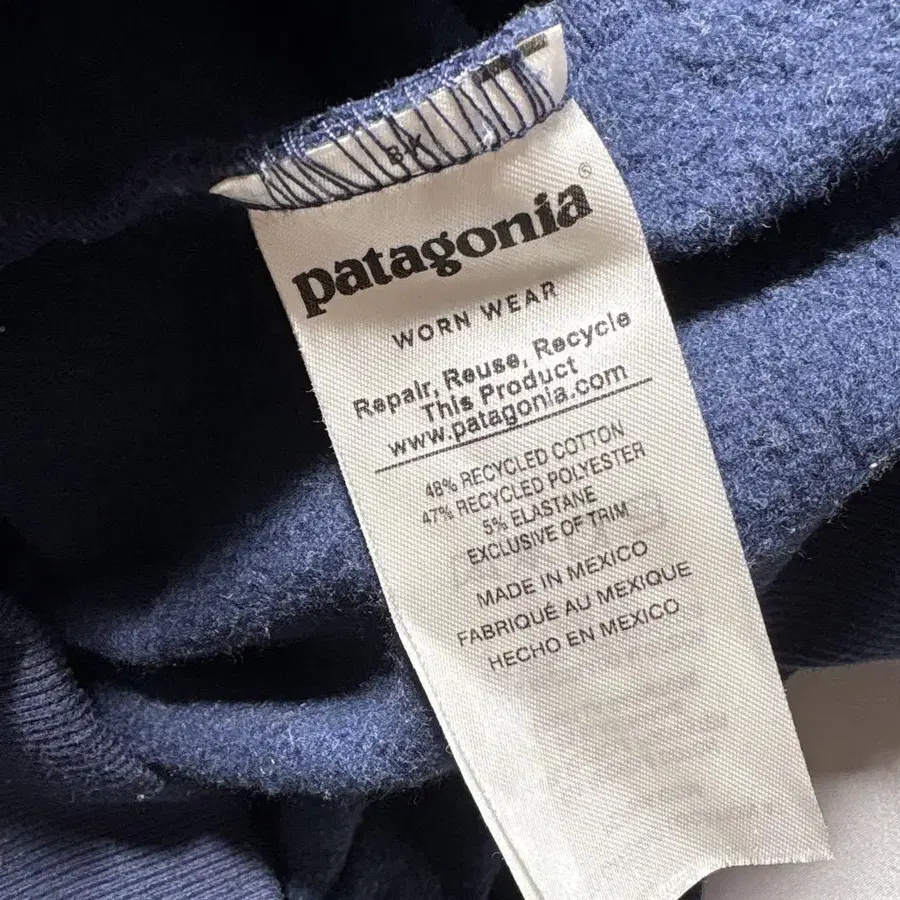 patagonia®
WORN WEAR
Repair, Reuse, Recycle
This Product
www.patagonia.com
48% RECYCLED COTTON
47% RECYCLED POLYESTER
5% ELASTANE
EXCLUSIVE OF TRIM
MADE IN MEXICO
FABRIQUÉ AU MEXIQUE
HECHO EN MEXICO